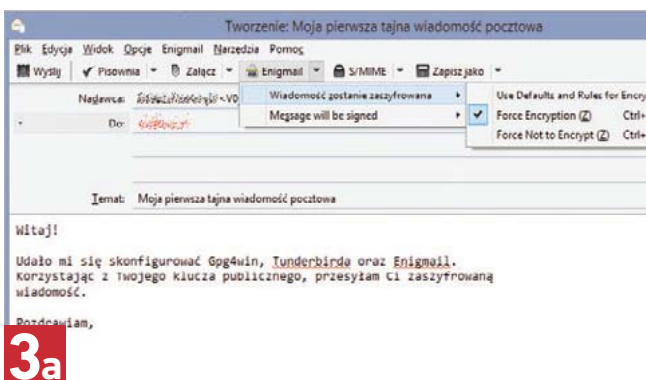 Tworzenie: Moja pierwsza tajna wiadomość pocztowa
Plik Edycja Widok Opcje Enigmail Narzędzia Pomoc
Wyślij Pisownia Załącz Enigmail S/MIME Zapisz jako
Nadawca:
Wiadomość zostanie zaszyfrowana
Use Defaults and Rules for Encry
Do:
Message will be signed
Force Encryption (Z) Ctrl+
Force Not to Encrypt (Z) Ctrl+
Temat: Moja pierwsza tajna wiadomość pocztowa
Witaj!
Udało mi się skonfigurować Gpg4win, Tunderbirda oraz Enigmail.
Korzystając z Twojego klucza publicznego, przesyłam Ci zaszyfrowaną
wiadomość.
Pozdrawiam,
3a